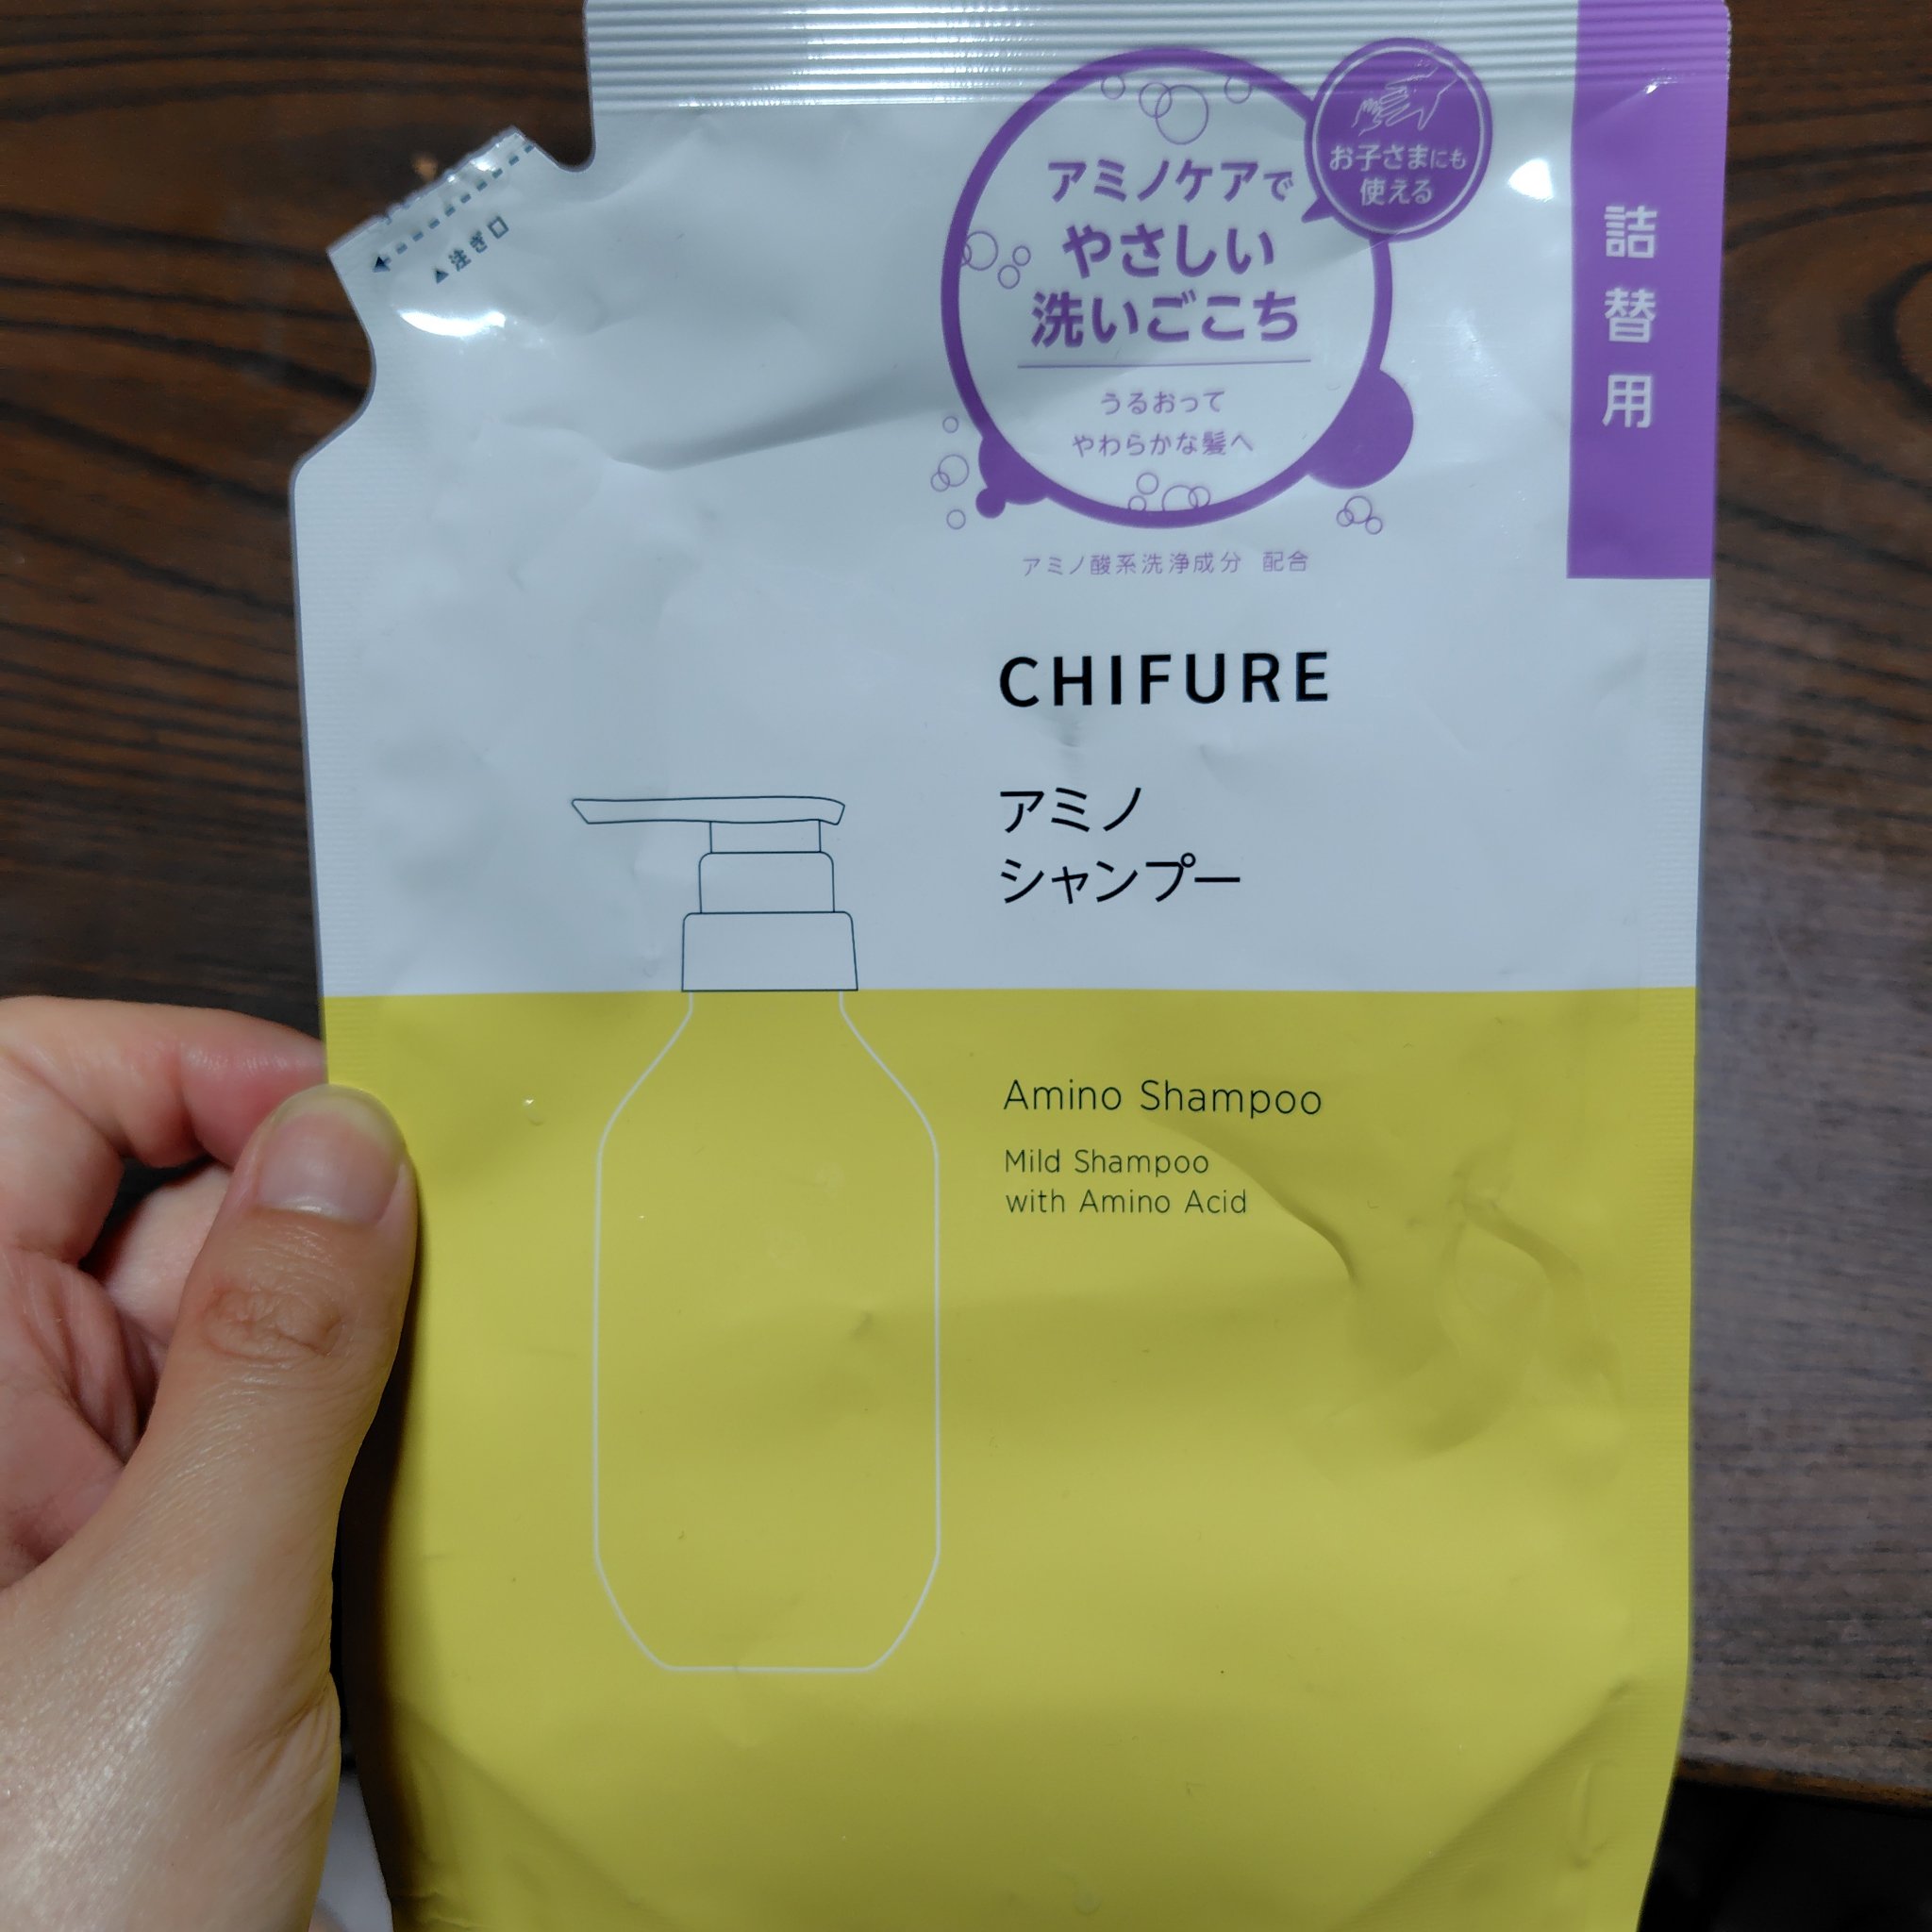 ▲注ぎ口
アミノケアで
やさしい
洗いごこち
うるおって
やわらかな髪へ
お子さまにも
使える
詰替用
アミノ酸系洗浄成分 配合
CHIFURE
アミノ
シャンプー
Amino Shampoo
Mild Shampoo
with Amino Acid